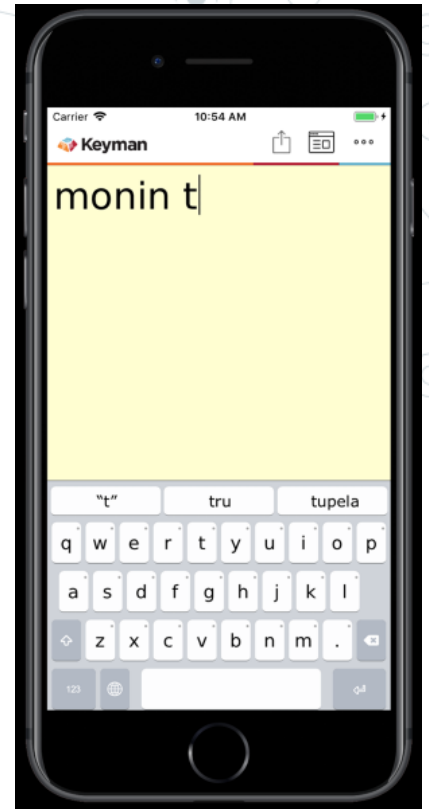 Carrier 10:54 AM
Keyman
monin t
“t” tru tupela
q w e r t y u i o p
a s d f g h j k l
z x c v b n m .
123